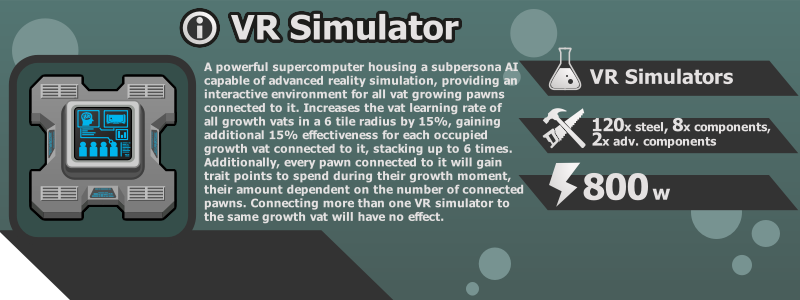 VR Simulator
A powerful supercomputer housing a subpersona AI
capable of advanced reality simulation, providing an
interactive environment for all vat growing pawns
connected to it. Increases the vat learning rate of
all growth vats in a 6 tile radius by 15%, gaining
additional 15% effectiveness for each occupied
growth vat connected to it, stacking up to 6 times.
Additionally, every pawn connected to it will gain
trait points to spend during their growth moment,
their amount dependent on the number of connected
pawns. Connecting more than one VR simulator to
the same growth vat will have no effect.
VR Simulators
120x steel, 8x components,
2x adv. components
800 w